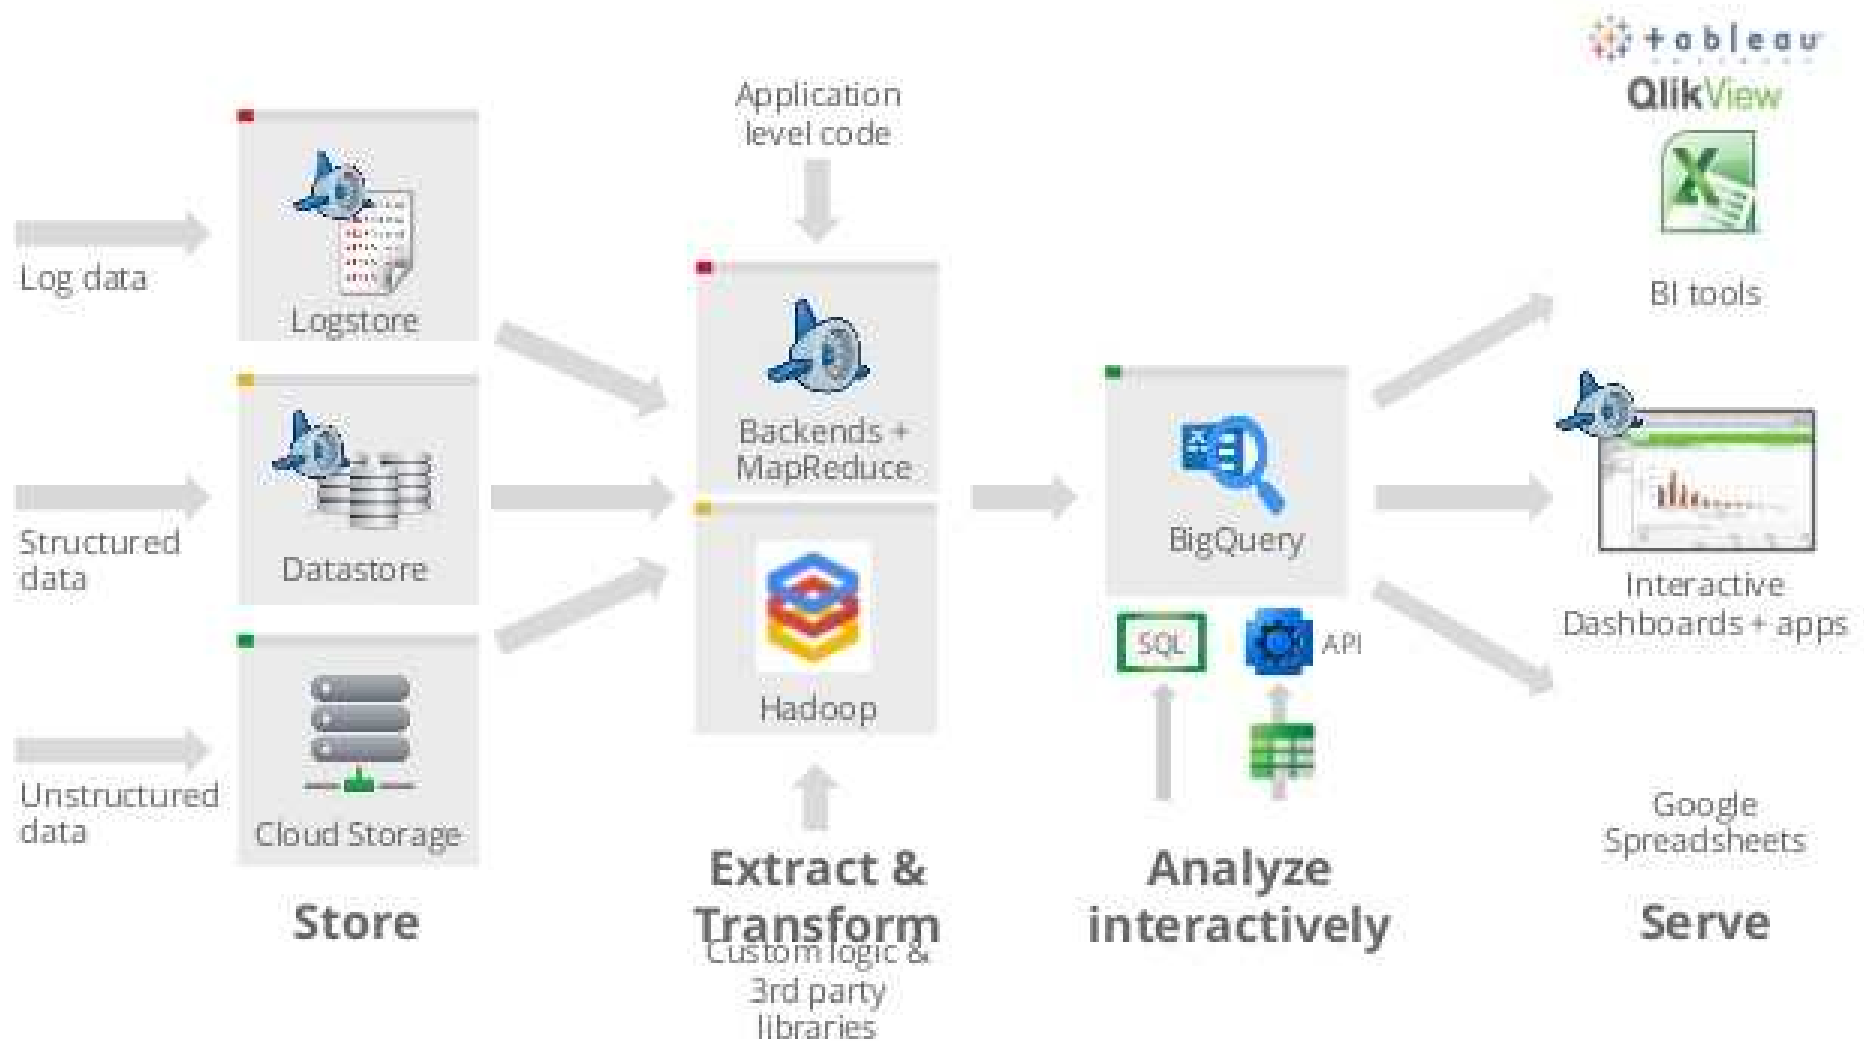 tableau
QlikView
BI tools
Application
level code
Log data
Logstore
Backends +
MapReduce
Structured
data
Datastore
Hadoop
BigQuery
SQL
API
Interactive
Dashboards + apps
Unstructured
data
Cloud Storage
Google
Spreadsheets
Store
Extract &
Transform
Custom logic &
3rd party
libraries
Analyze
interactively
Serve